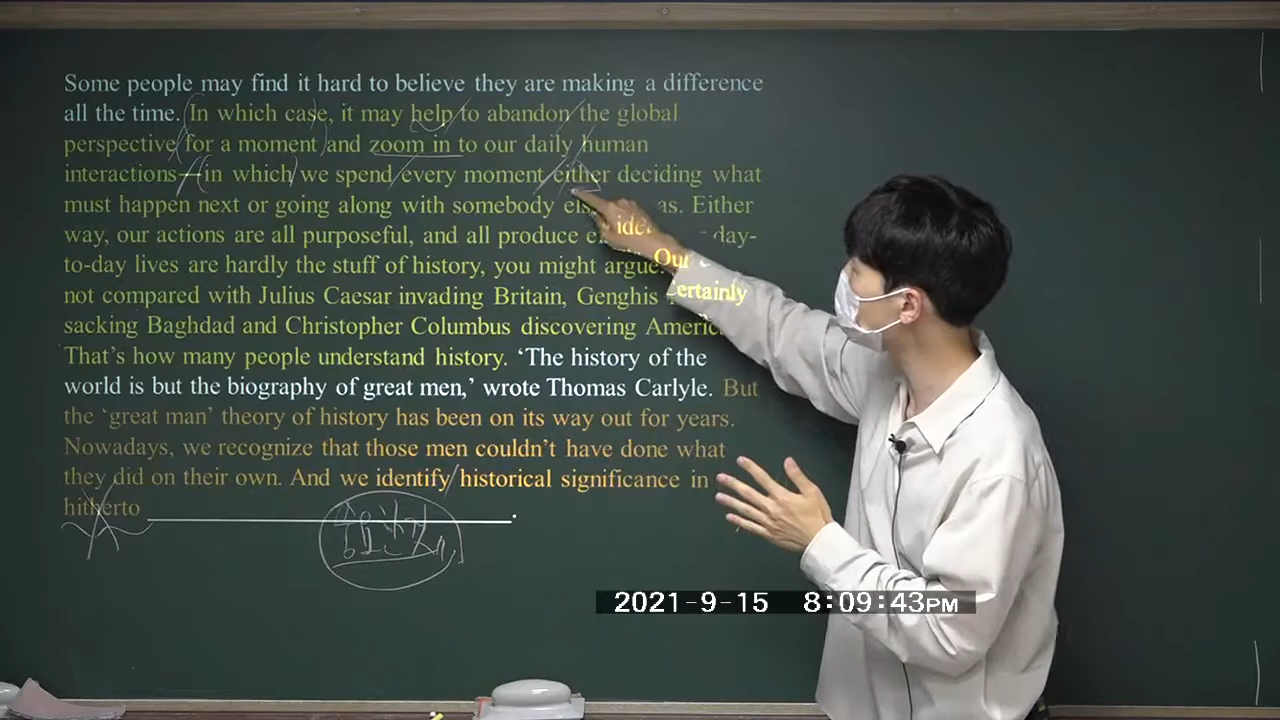 Some people may find it hard to believe they are making a difference
all the time. In which case, it may help to abandon the global
perspective for a moment and zoom in to our daily human
interactions—in which we spend every moment either deciding what
must happen next or going along with somebody els as. Either
way, our actions are all purposeful, and all produce e ide day-
to-day lives are hardly the stuff of history, you might argue. Our
not compared with Julius Caesar invading Britain, Genghis ertainly
sacking Baghdad and Christopher Columbus discovering America
That's how many people understand history. ‘The history of the
world is but the biography of great men,’ wrote Thomas Carlyle. But
the ‘great man’ theory of history has been on its way out for years.
Nowadays, we recognize that those men couldn't have done what
they did on their own. And we identify historical significance in
hitherto
2021-9-15 8:09:43PM